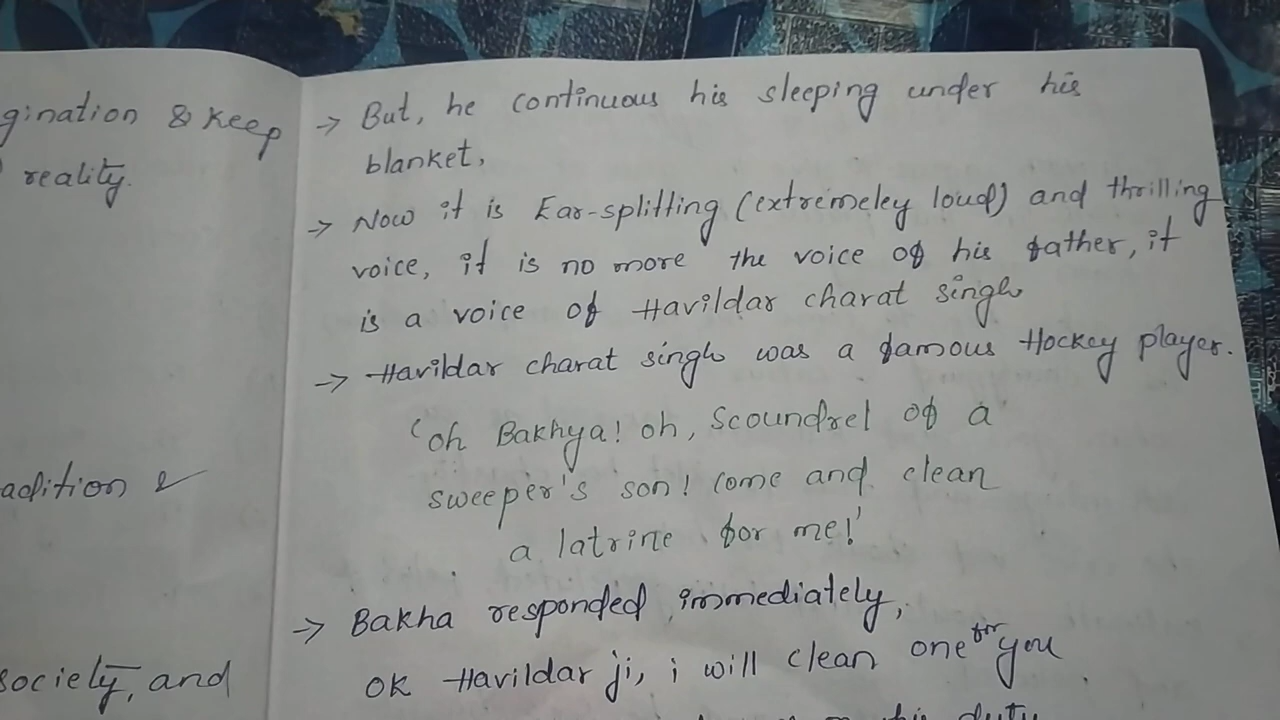 gination & keep
reality.
adition &
society, and
→ But, he continuous his sleeping under his
blanket,
→ Now it is Ear-splitting (extremeley loud) and thrilling
voice, it is no more the voice of his father, it
is a voice of Havildar charat singh
→ Havildar charat singh was a famous Hockey player.
'oh Bakhya! oh, Scoundrel of a
sweeper's son! come and clean
a latrine for me!'
→ Bakha responded immediately,
OK Havildar ji, i will clean one for you
his duty